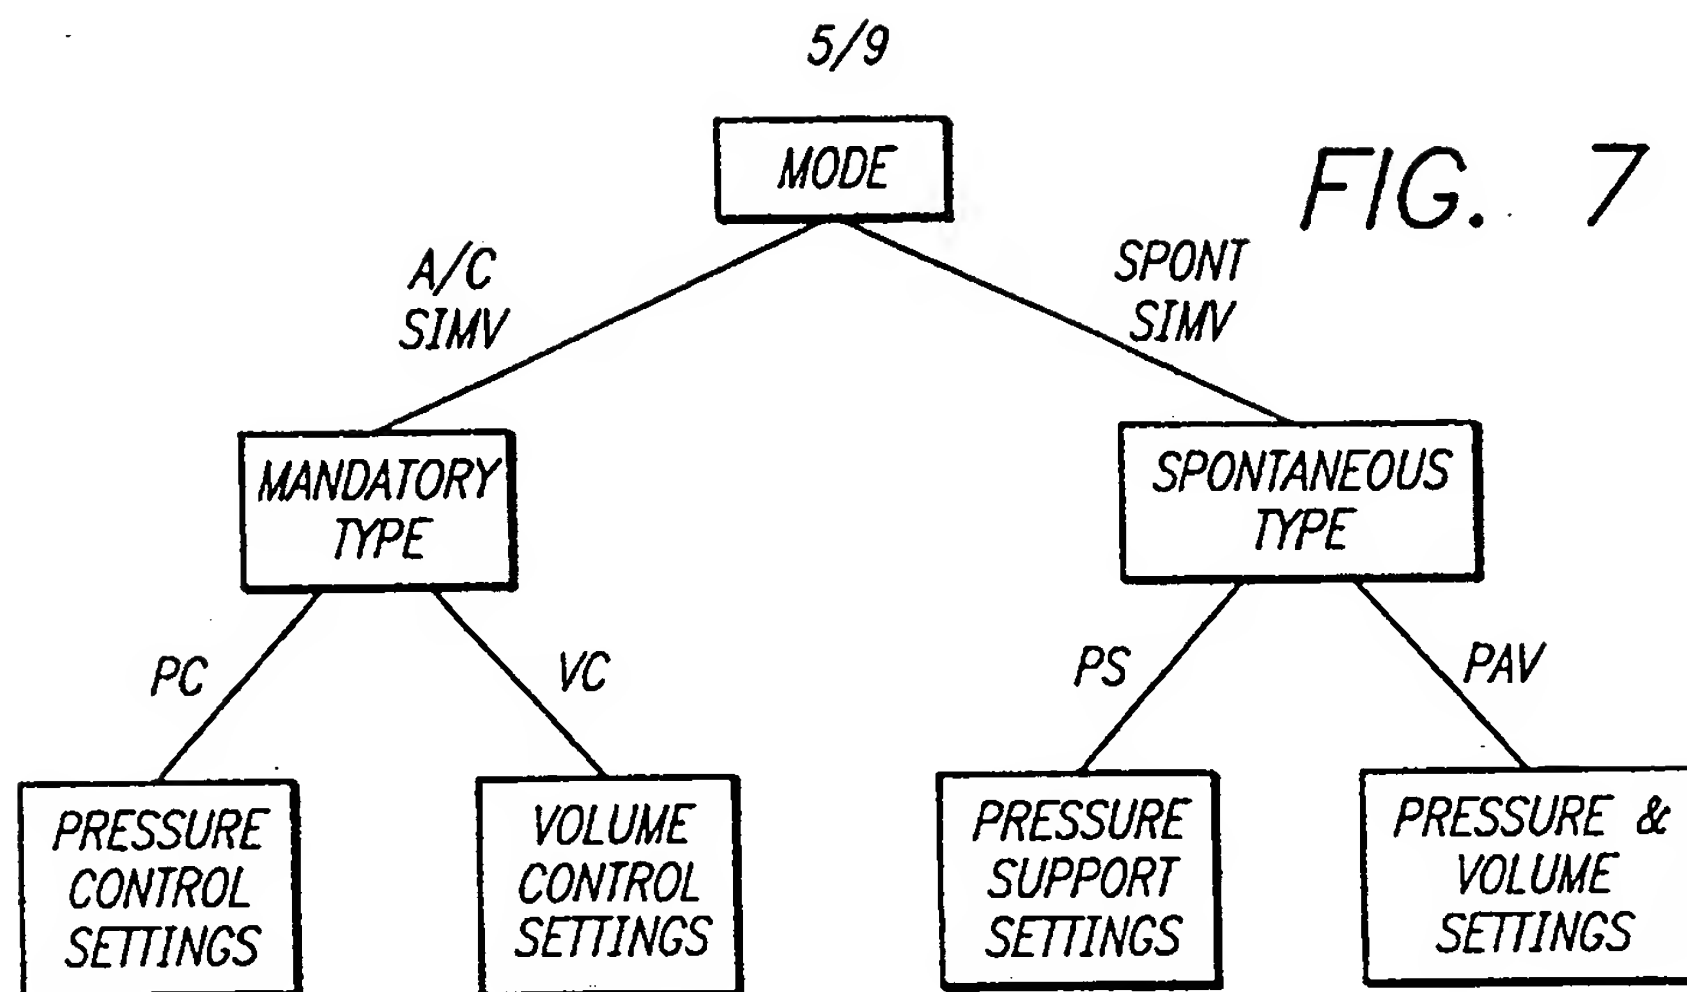 5/9
MODE
FIG. 7
A/C
SIMV
SPONT
SIMV
MANDATORY
TYPE
SPONTANEOUS
TYPE
PC
VC
PS
PAV
PRESSURE
CONTROL
SETTINGS
VOLUME
CONTROL
SETTINGS
PRESSURE
SUPPORT
SETTINGS
PRESSURE &
VOLUME
SETTINGS